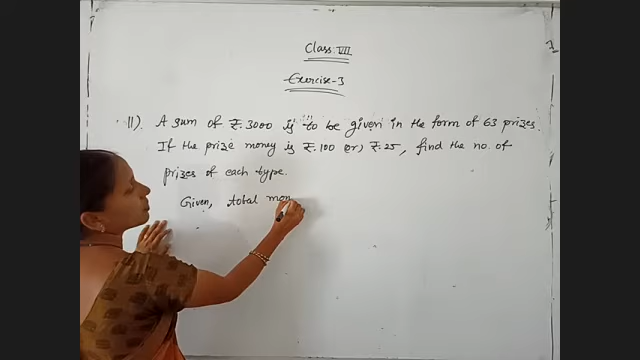 Class: VII
Exercise-3
11). A sum of ₹.3000 is to be given in the form of 63 prizes.
If the prize money is ₹.100 (or) ₹.25, find the no. of
prizes of each type.
Given, total mon